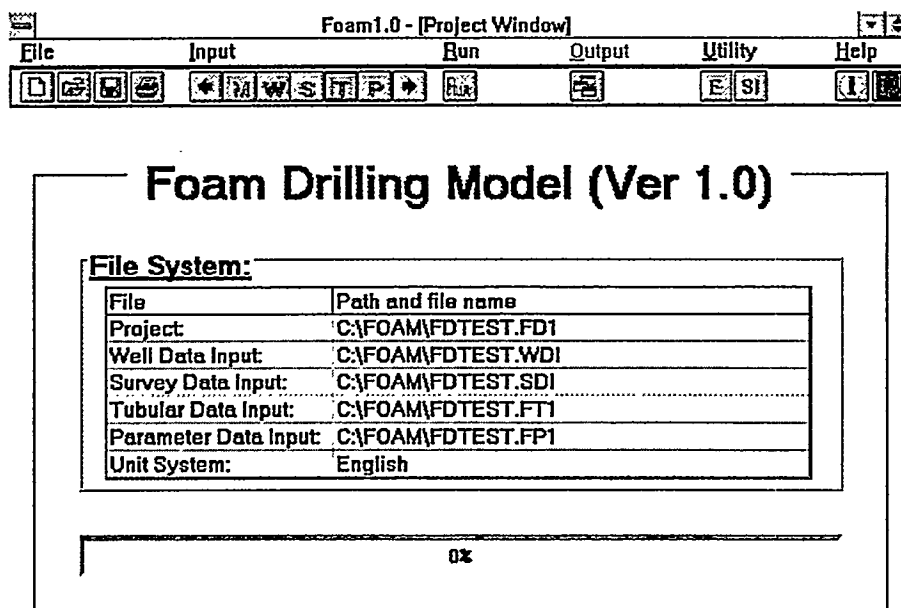 Foam1.0 - [Project Window]
File Input Run Output Utility Help
M W S T P Run E SI
Foam Drilling Model (Ver 1.0)
File System:
File Path and file name
Project: C:\FOAM\FDTEST.FD1
Well Data Input: C:\FOAM\FDTEST.WDI
Survey Data Input: C:\FOAM\FDTEST.SDI
Tubular Data Input: C:\FOAM\FDTEST.FT1
Parameter Data Input: C:\FOAM\FDTEST.FP1
Unit System: English
0%